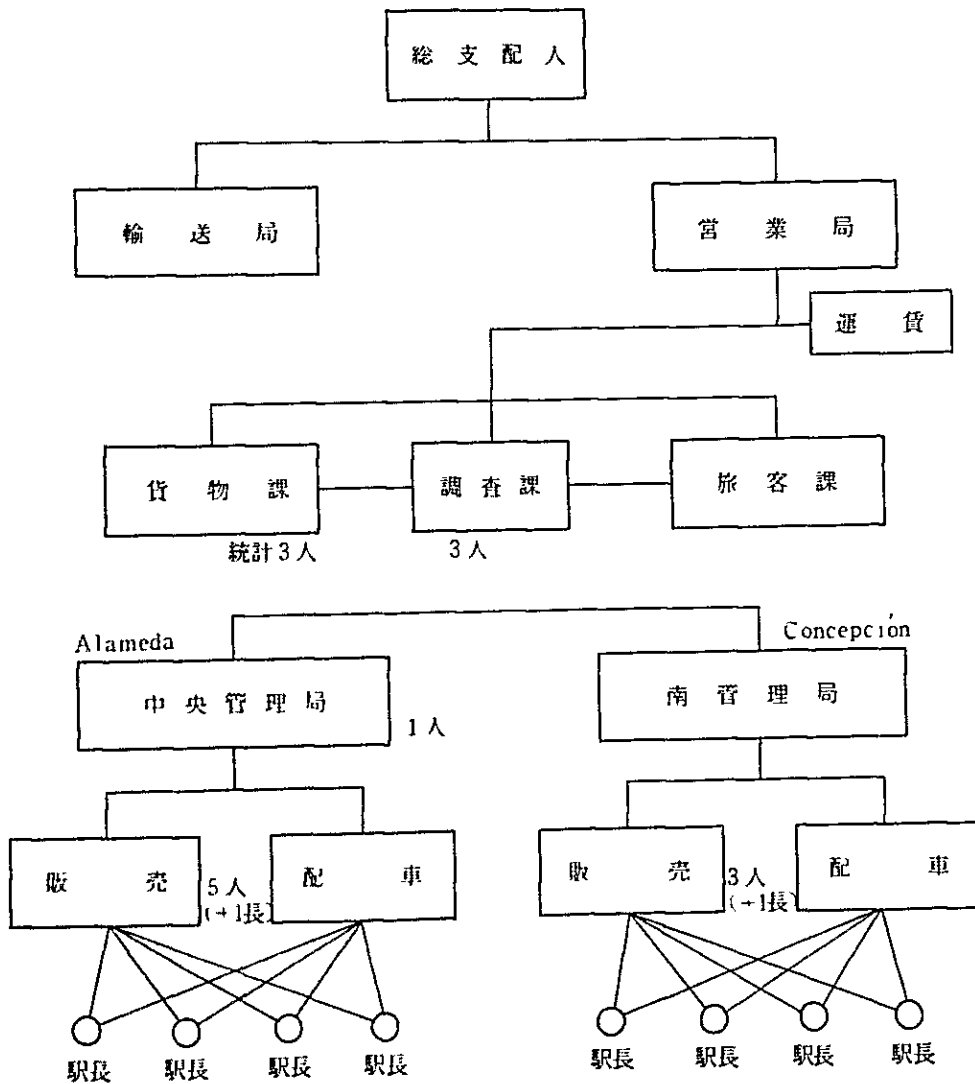 総支配人
輸送局
営業局
運賃
貨物課
調査課
旅客課
統計3人
3人
Alameda
Concepción
中央管理局
1人
南管理局
販売
5人
(+1長)
配車
販売
3人
(+1長)
配車
駅長
駅長
駅長
駅長
駅長
駅長
駅長
駅長